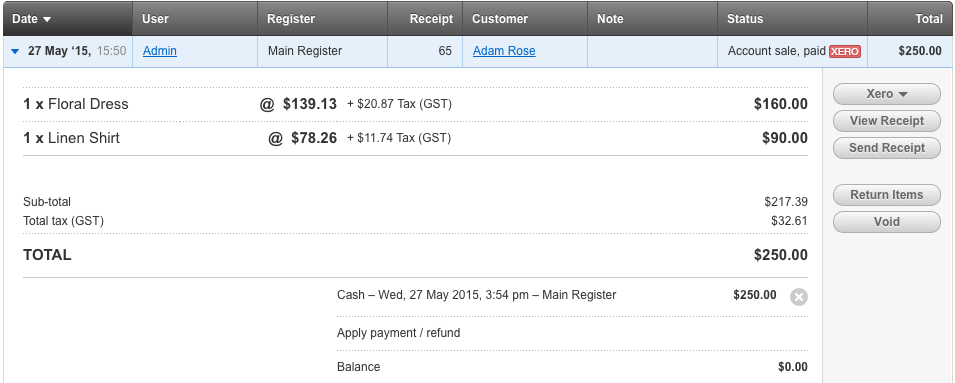 Date User Register Receipt Customer Note Status Total
27 May ‘15, 15:50 Admin Main Register 65 Adam Rose Account sale, paid XERO $250.00
1 x Floral Dress @ $139.13 + $20.87 Tax (GST) $160.00
1 x Linen Shirt @ $78.26 + $11.74 Tax (GST) $90.00
Sub-total $217.39
Total tax (GST) $32.61
TOTAL $250.00
Cash – Wed, 27 May 2015, 3:54 pm – Main Register $250.00
Apply payment / refund
Balance $0.00
Xero
View Receipt
Send Receipt
Return Items
Void